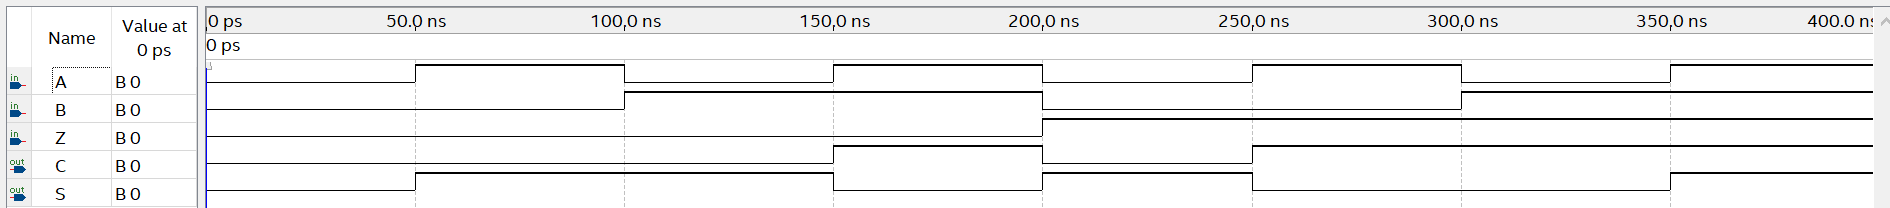 Name
Value at
0 ps
0 ps 50.0 ns 100,0 ns 150,0 ns 200,0 ns 250,0 ns 300,0 ns 350,0 ns 400.0 ns
0 ps
in A B 0
in B B 0
in Z B 0
out C B 0
out S B 0